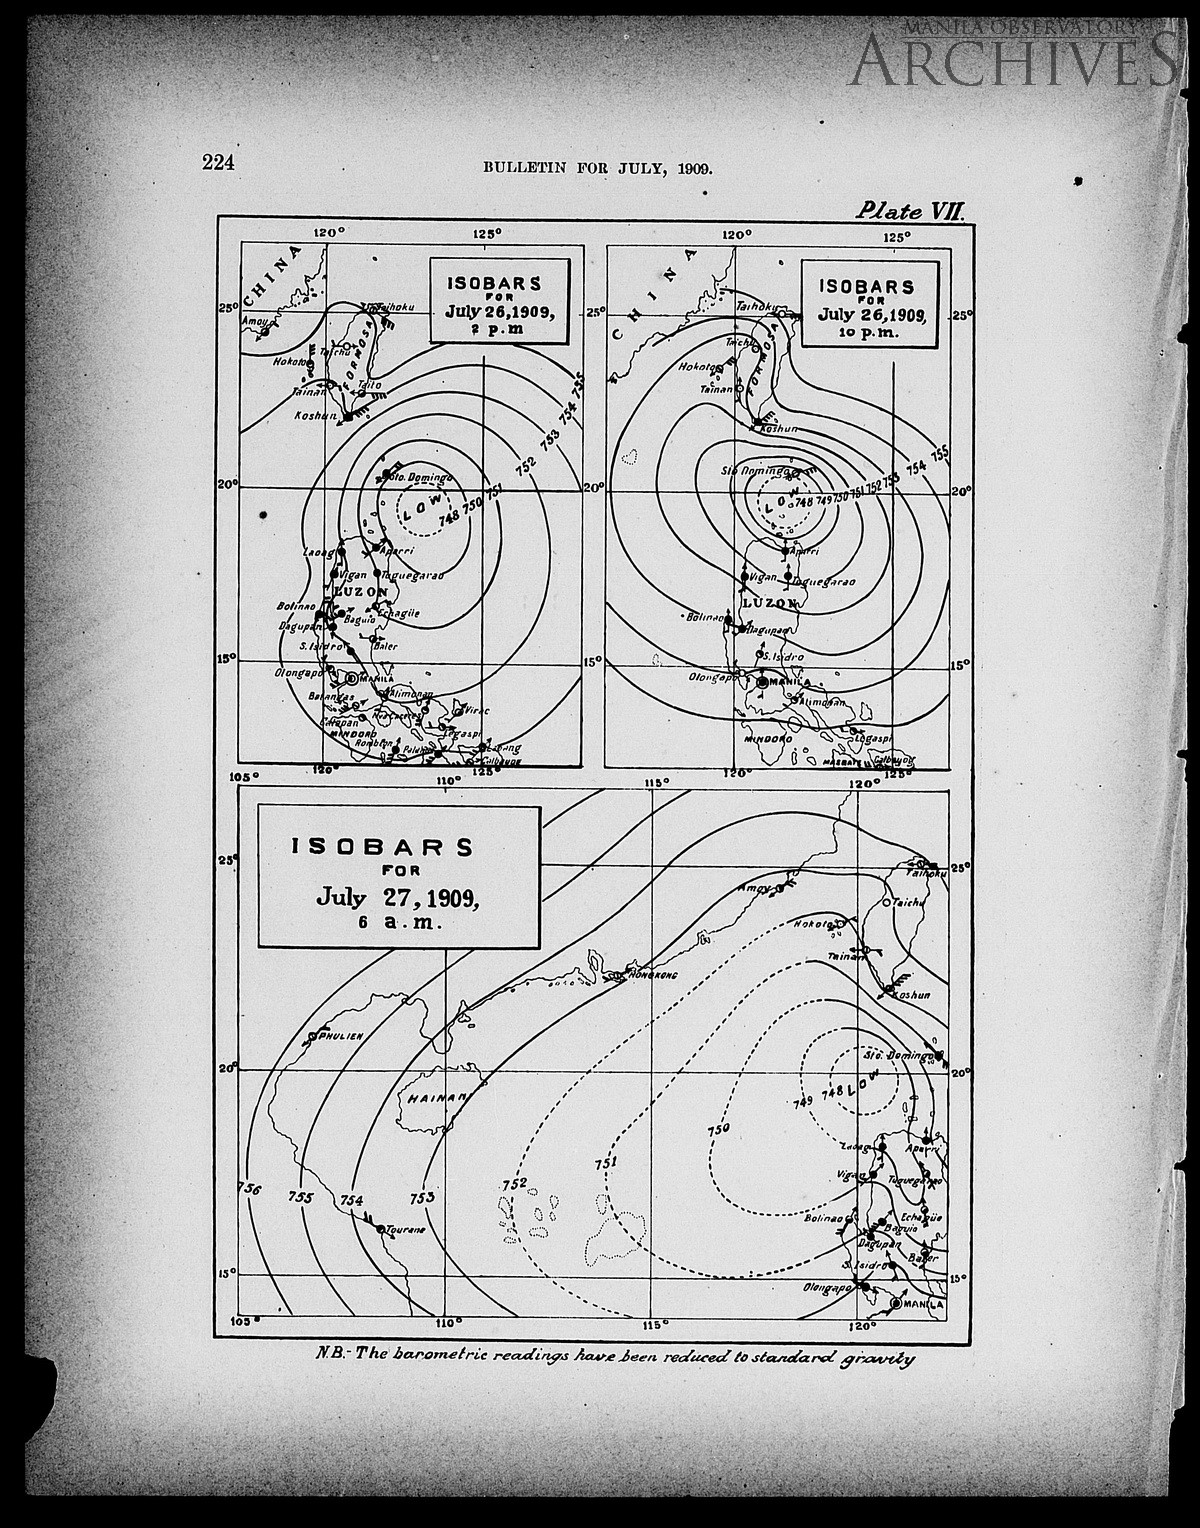 MANILA OBSERVATORY
ARCHIVES
224
BULLETIN FOR JULY, 1909.
Plate VII.
120° 125°
CHINA
ISOBARS
FOR
July 26, 1909,
2 p.m
25°
Taihoku
Amoy
Taichu
FORMOSA
Hokoto
Tainan
Taito
Koshun
755
754
753
752
751
750
748
20°
Sto. Domingo
LOW
Laoag
Aparri
Vigan
Tuguegarao
LUZON
Bolinao
Echagüe
Baguio
Dagupan
Baler
S. Isidro
15°
Olongapo
MANILA
Batangas
Atimonan
Virac
Legaspi
MINDORO
Romblon
120° 125°
120° 125°
CHINA
ISOBARS
FOR
July 26, 1909,
10 p.m.
25°
Taihoku
Taichu
FORMOSA
Hokoto
Tainan
Koshun
Sto Domingo
LOW
748 749 750 751 752 753 754 755
20° 20°
Aparri
Vigan
Tuguegarao
LUZON
Bolinao
Dagupan
S. Isidro
15° 15°
Olongapo
MANILA
Atimonan
MINDORO
Legaspi
MASBATE
Calbayog
120° 125°
105° 110° 115° 120°
ISOBARS
FOR
July 27, 1909,
6 a.m.
25° 25°
Taihoku
Amoy
Taichu
Hokoto
Tainan
HONGKONG
Koshun
PHULIEN
Sto. Domingo
20° 20°
HAINAN
LOW
748
749
750
751
752
753
754
755
756
Laoag
Aparri
Vigan
Tuguegarao
Tourane
Bolinao
Echagüe
Baguio
Dagupan
Baler
S. Isidro
15° 15°
Olongapo
MANILA
105° 110° 115° 120°
N.B.- The barometric readings have been reduced to standard gravity